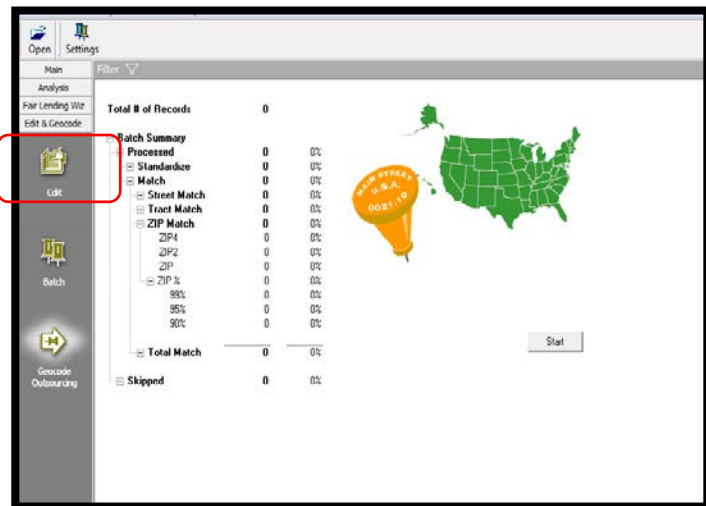 Open Settings
Main
Filter
Analysis
Fair Lending Wiz
Edit & Geocode
Edit
Batch
Geocode
Outsourcing
Total # of Records 0
Batch Summary
Processed 0 0%
Standardize 0 0%
Match 0 0%
Street Match 0 0%
Tract Match 0 0%
ZIP Match 0 0%
ZIP4 0 0%
ZIP2 0 0%
ZIP 0 0%
ZIP % 0 0%
99% 0 0%
95% 0 0%
90% 0 0%
Total Match 0 0%
Skipped 0 0%
MAIN STREET
U.S.A.
0021.10
Start